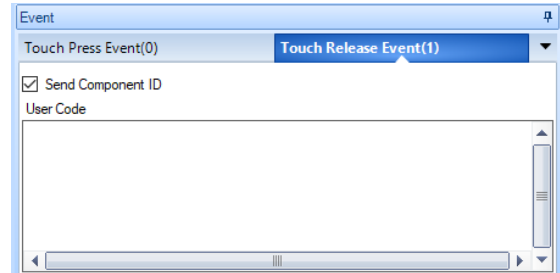 Event
Touch Press Event(0) Touch Release Event(1)
Send Component ID
User Code